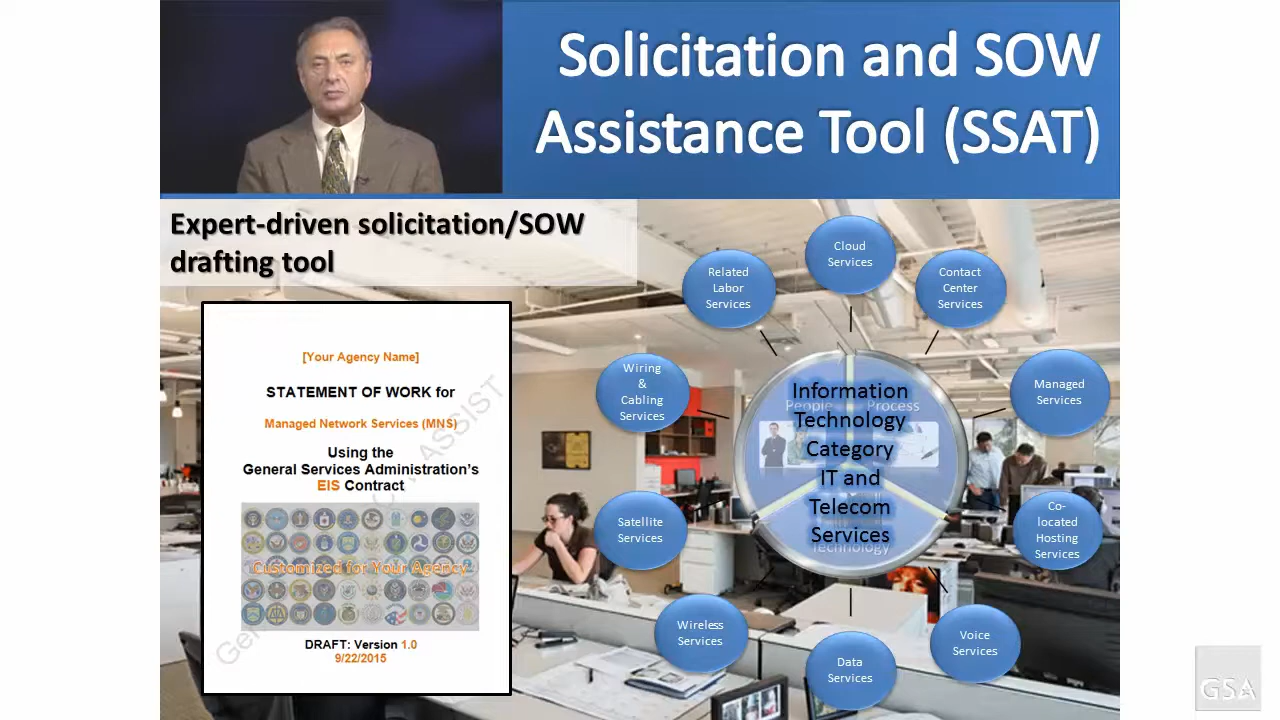 Solicitation and SOW
Assistance Tool (SSAT)
Expert-driven solicitation/SOW
drafting tool
[Your Agency Name]
STATEMENT OF WORK for
Managed Network Services (MNS)
Using the
General Services Administration's
EIS Contract
Customized for Your Agency
DRAFT: Version 1.0
9/22/2015
Cloud
Services
Contact
Center
Services
Managed
Services
Co-
located
Hosting
Services
Voice
Services
Data
Services
Wireless
Services
Satellite
Services
Wiring
&
Cabling
Services
Related
Labor
Services
People
Process
Technology
Information
Technology
Category
IT and
Telecom
Services
GSA